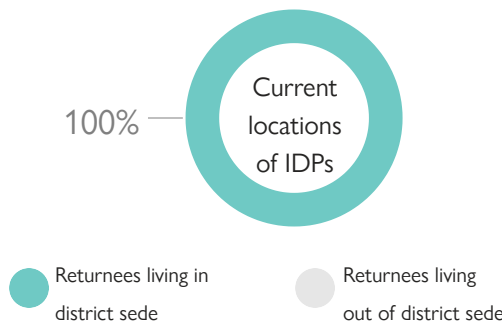 100%
Current
locations
of IDPs
Returnees living in
district sede
Returnees living
out of district sede